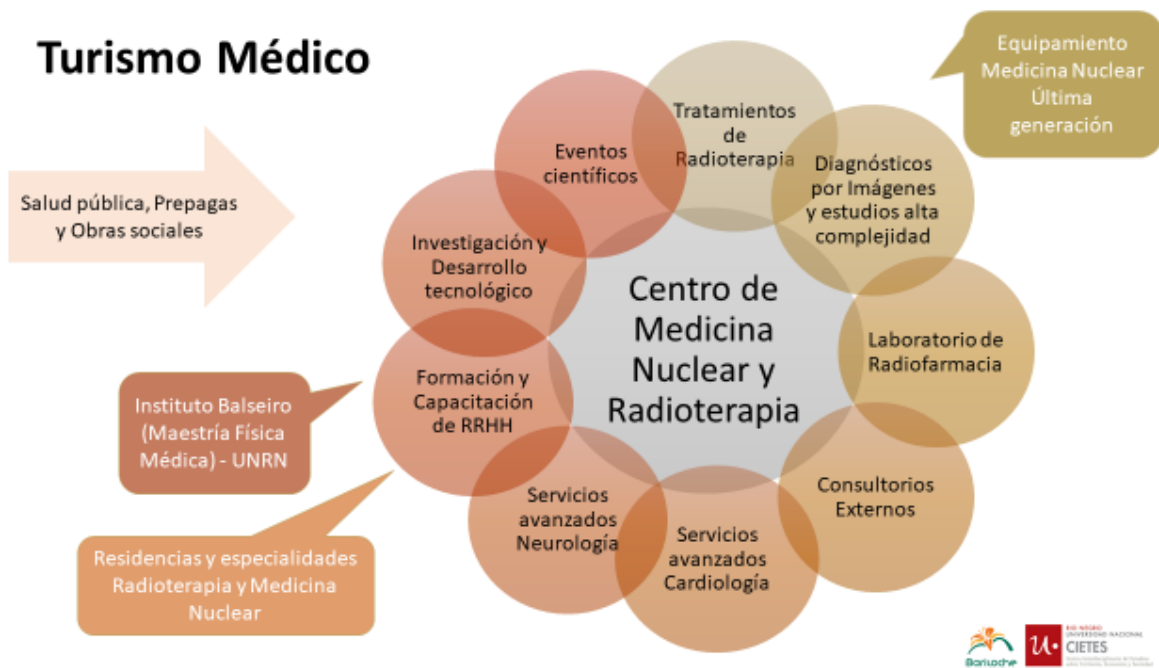 Turismo Médico
Equipamiento
Medicina Nuclear
Última
generación
Salud pública, Prepagas
y Obras sociales
Tratamientos
de
Radioterapia
Diagnósticos
por Imágenes
y estudios alta
complejidad
Laboratorio de
Radiofarmacia
Consultorios
Externos
Servicios
avanzados
Cardiología
Servicios
avanzados
Neurología
Formación y
Capacitación
de RRHH
Investigación y
Desarrollo
tecnológico
Eventos
científicos
Centro de
Medicina
Nuclear y
Radioterapia
Instituto Balseiro
(Maestría Física
Médica) - UNRN
Residencias y especialidades
Radioterapia y Medicina
Nuclear
Bariloche
RIO NEGRO
UNIVERSIDAD NACIONAL
CIETES